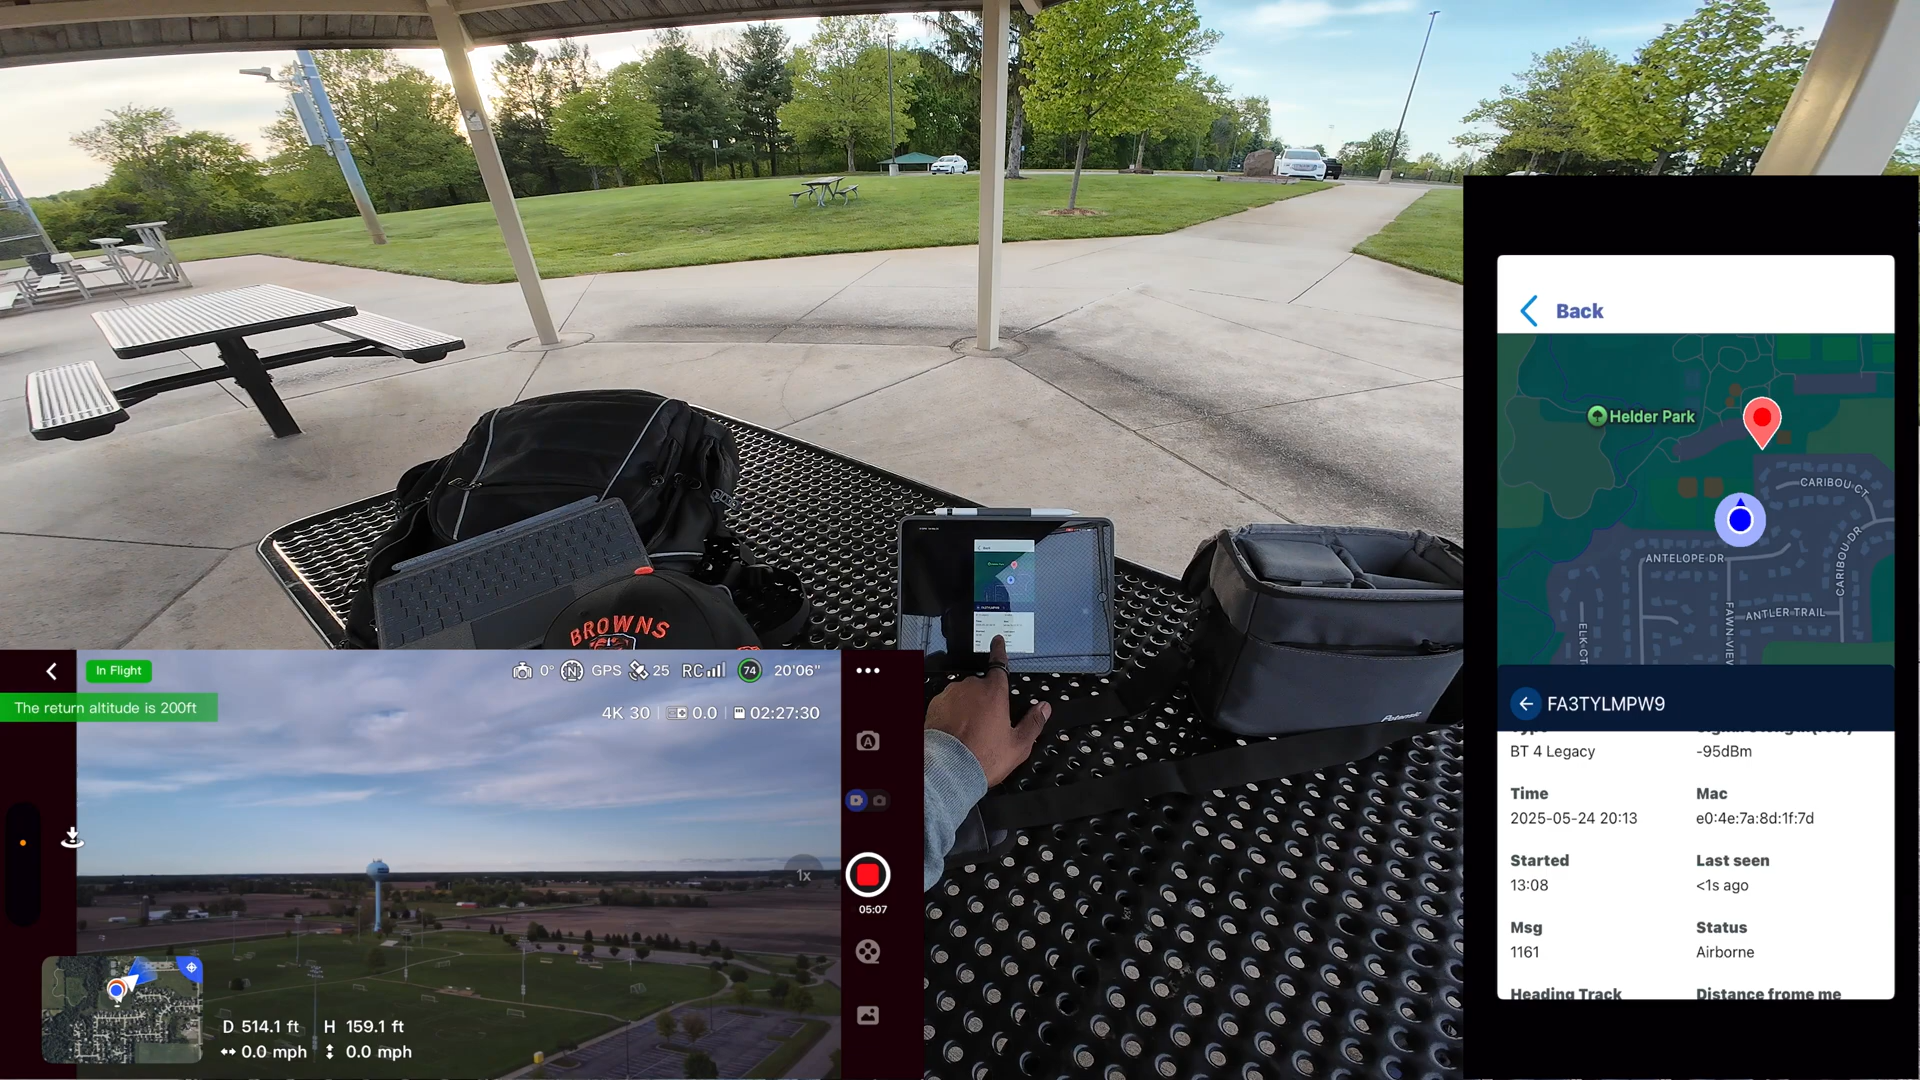 BROWNS
Potensic
In Flight
0°
N
GPS
25
RC
74
20'06"
The return altitude is 200ft
4K 30
0.0
02:27:30
A
1x
05:07
D 514.1 ft
H 159.1 ft
0.0 mph
0.0 mph
Back
Helder Park
CARIBOU CT
ANTELOPE DR
CARIBOU DR
ANTLER TRAIL
FAWN VIEW
ELK CT
FA3TYLMPW9
BT 4 Legacy
-95dBm
Time
Mac
2025-05-24 20:13
e0:4e:7a:8d:1f:7d
Started
Last seen
13:08
<1s ago
Msg
Status
1161
Airborne
Heading Track
Distance frome me